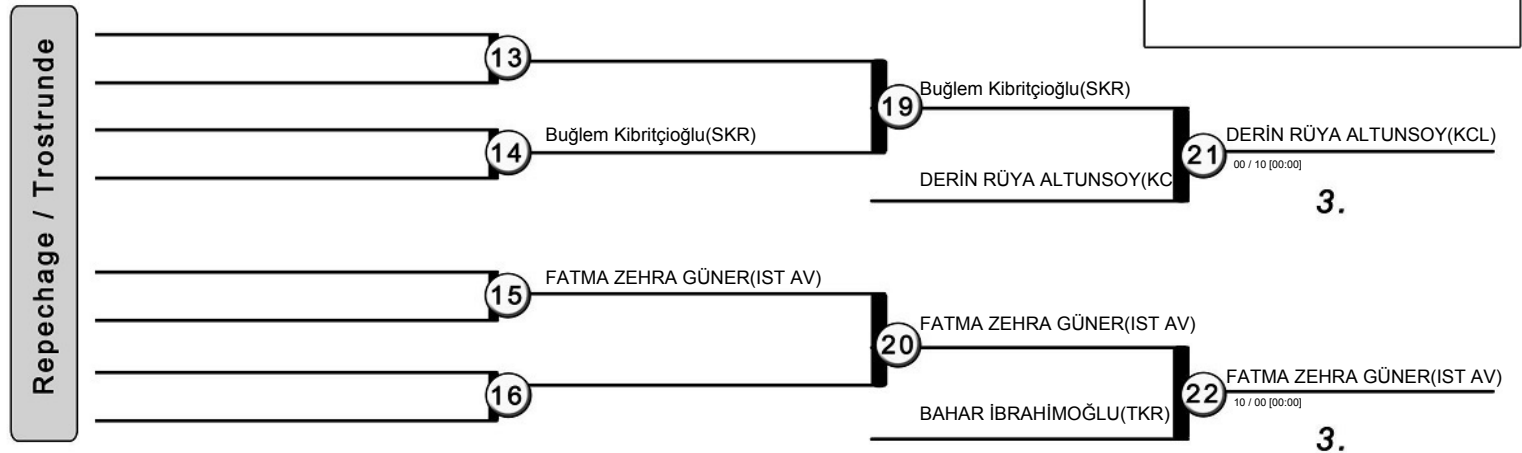 Repechage / Trostrunde
13
14
Buğlem Kibritçioğlu(SKR)
19
Buğlem Kibritçioğlu(SKR)
DERİN RÜYA ALTUNSOY(KC
21
DERİN RÜYA ALTUNSOY(KCL)
00 / 10 [00:00]
3.
15
FATMA ZEHRA GÜNER(IST AV)
16
20
FATMA ZEHRA GÜNER(IST AV)
BAHAR İBRAHİMOĞLU(TKR)
22
FATMA ZEHRA GÜNER(IST AV)
10 / 00 [00:00]
3.